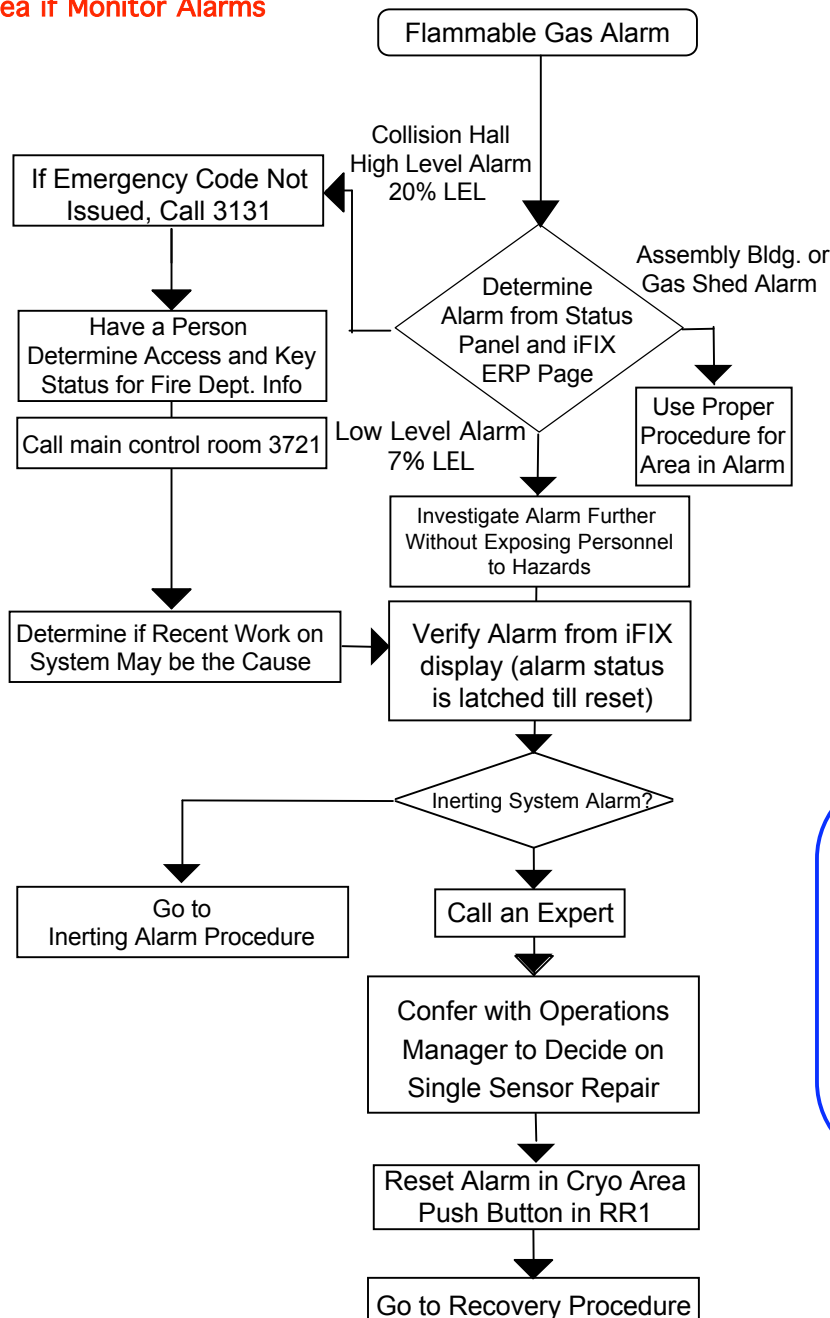 ea if Monitor Alarms
Flammable Gas Alarm
Collision Hall
High Level Alarm
20% LEL
If Emergency Code Not
Issued, Call 3131
Assembly Bldg. or
Gas Shed Alarm
Determine
Alarm from Status
Panel and iFIX
ERP Page
Have a Person
Determine Access and Key
Status for Fire Dept. Info
Call main control room 3721
Low Level Alarm
7% LEL
Use Proper
Procedure for
Area in Alarm
Investigate Alarm Further
Without Exposing Personnel
to Hazards
Determine if Recent Work on
System May be the Cause
Verify Alarm from iFIX
display (alarm status
is latched till reset)
Inerting System Alarm?
Go to
Inerting Alarm Procedure
Call an Expert
Confer with Operations
Manager to Decide on
Single Sensor Repair
Reset Alarm in Cryo Area
Push Button in RR1
Go to Recovery Procedure